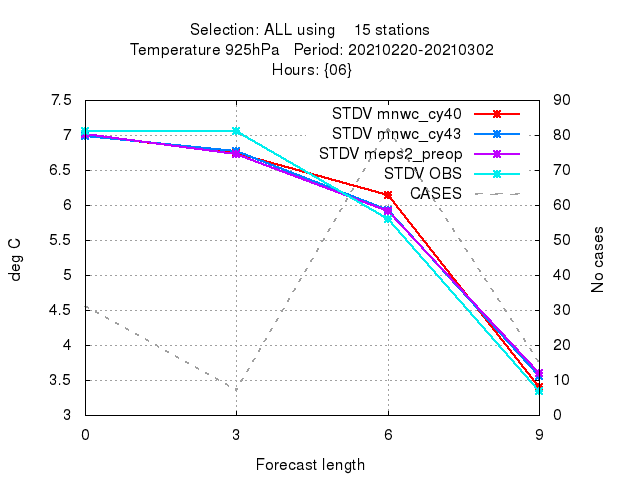 Selection: ALL using 15 stations
Temperature 925hPa Period: 20210220-20210302
Hours: {06}
STDV mnwc_cy40
STDV mnwc_cy43
STDV meps2_preop
STDV OBS
CASES
deg C
7.5
7
6.5
6
5.5
5
4.5
4
3.5
3
90
80
70
60
50
40
30
20
10
0
No cases
0 3 6 9
Forecast length